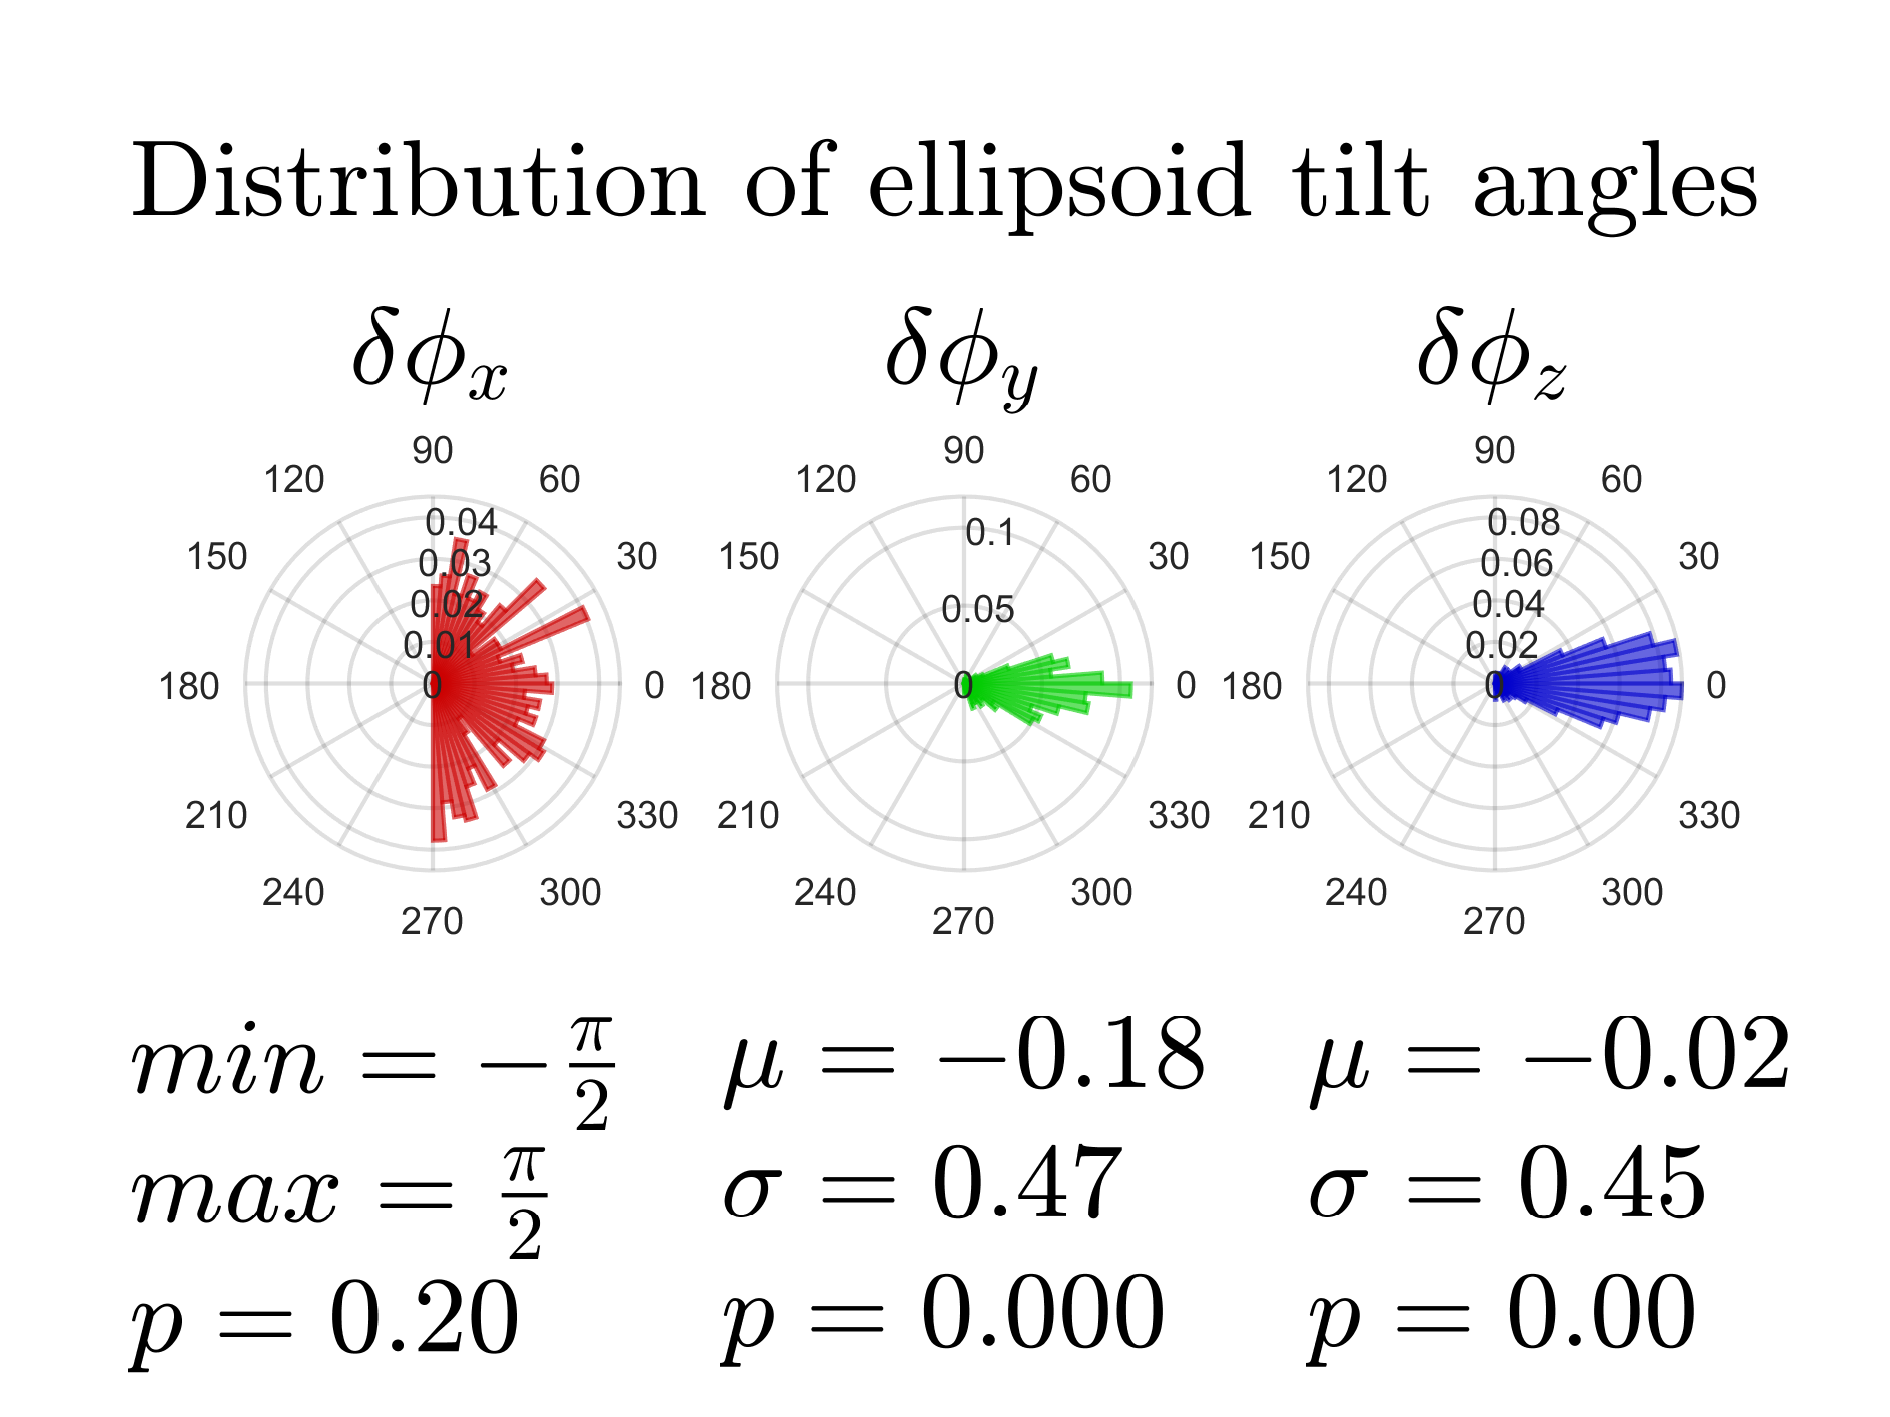 Distribution of ellipsoid tilt angles
δϕx δϕy δϕz
90 90 90
120 60 120 60 120 60
0.04 0.1 0.08
150 0.03 30 150 30 150 0.06 30
0.02 0.05 0.04
0.01 0.02
180 0 0 180 0 0 180 0 0
210 330 210 330 210 330
240 300 240 300 240 300
270 270 270
min = −π/2 μ = −0.18 μ = −0.02
max = π/2 σ = 0.47 σ = 0.45
p = 0.20 p = 0.000 p = 0.00